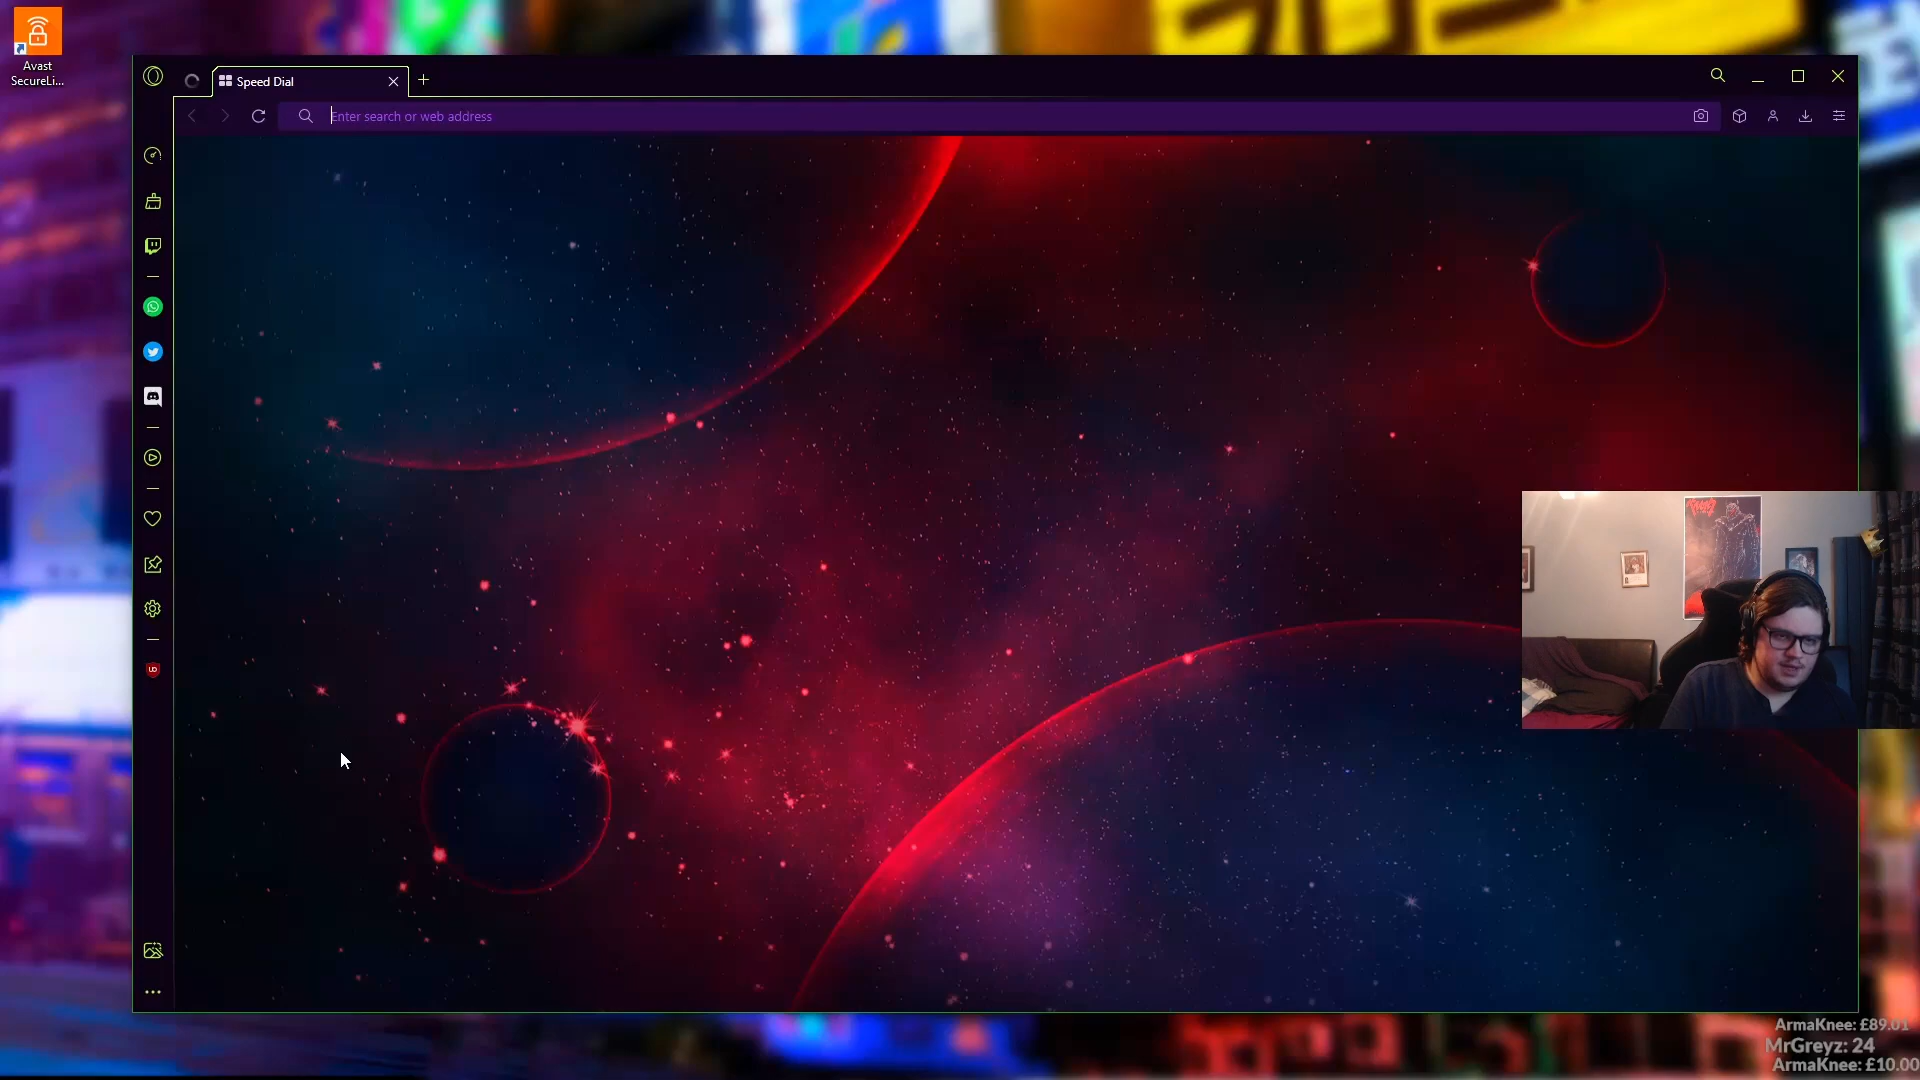 Avast
SecureLi...
Speed Dial
Enter search or web address
ArmaKnee: £89.01
MrGreyz: 24
ArmaKnee: £10.00